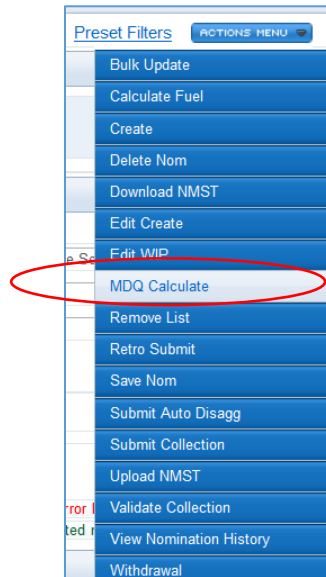 Preset Filters ACTIONS MENU
Bulk Update
Calculate Fuel
Create
Delete Nom
Download NMST
Edit Create
Edit WIP
MDQ Calculate
Remove List
Retro Submit
Save Nom
Submit Auto Disagg
Submit Collection
Upload NMST
Validate Collection
View Nomination History
Withdrawal